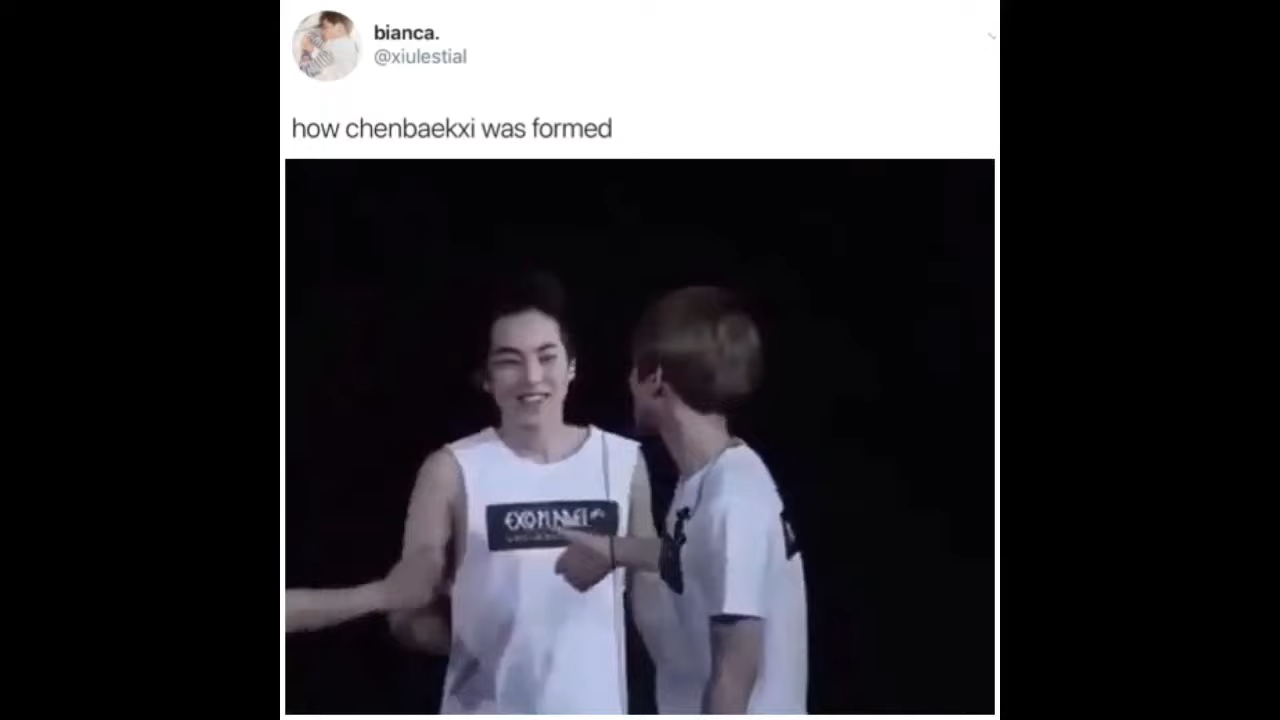 bianca.
@xiulestial
how chenbaekxi was formed